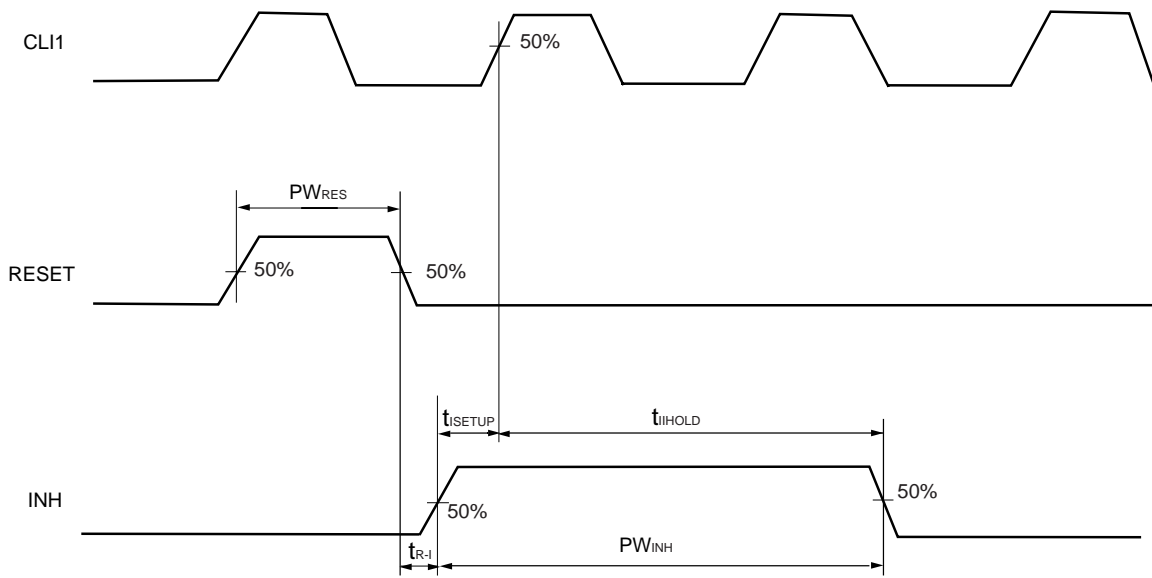 CLI1
50%
PWRES
RESET
50%
50%
tISETUP
tIIHOLD
INH
50%
50%
tR-I
PWINH